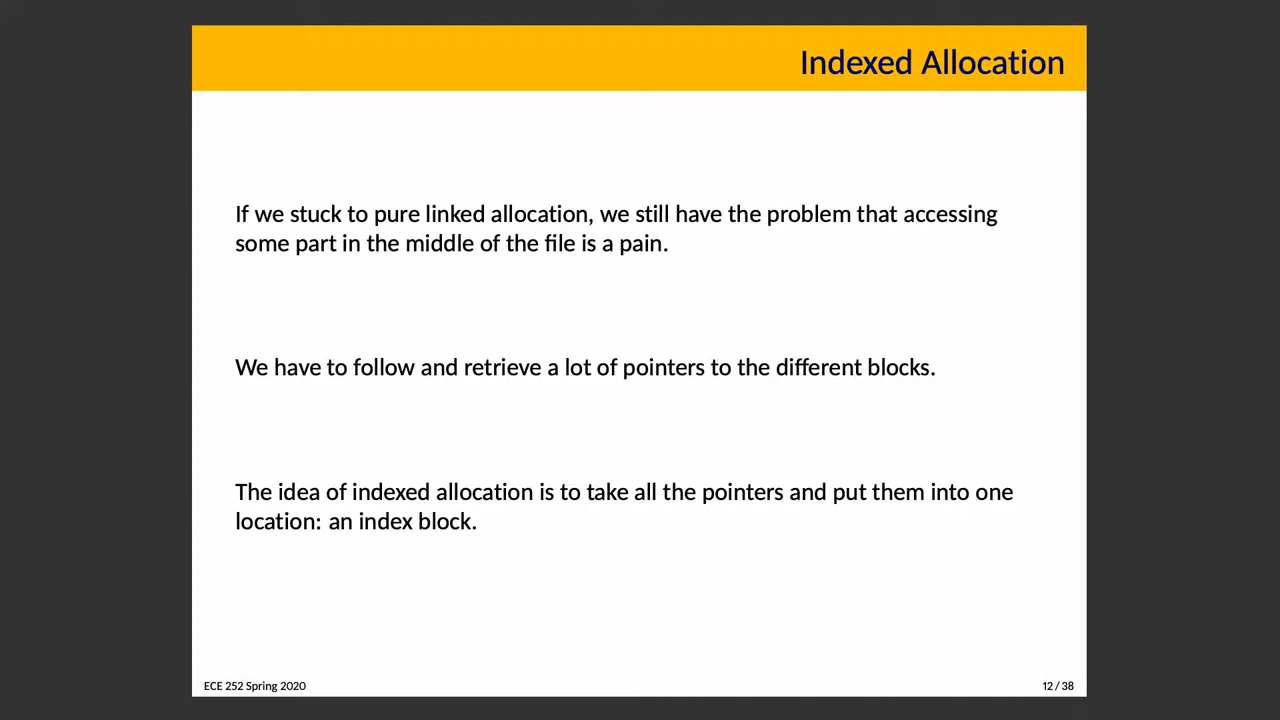 Indexed Allocation
If we stuck to pure linked allocation, we still have the problem that accessing
some part in the middle of the file is a pain.
We have to follow and retrieve a lot of pointers to the different blocks.
The idea of indexed allocation is to take all the pointers and put them into one
location: an index block.
ECE 252 Spring 2020
12 / 38